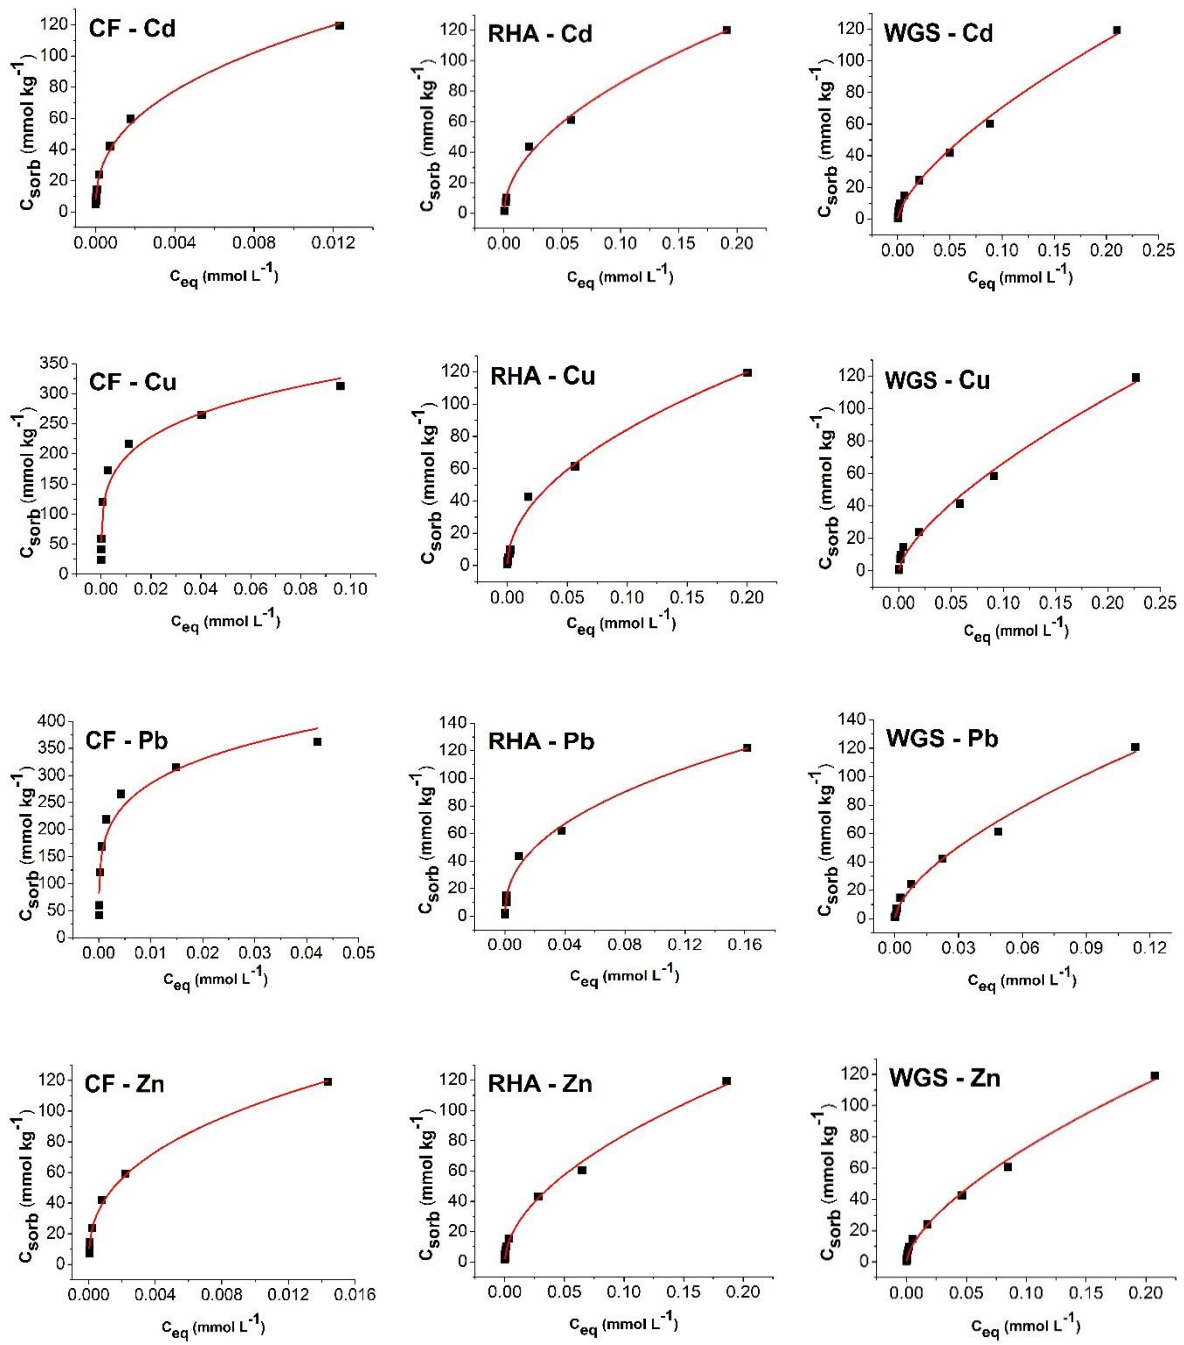 CF - Cd
Csorb (mmol kg-1)
120
100
80
60
40
20
0
0.000 0.004 0.008 0.012
Ceq (mmol L-1)
RHA - Cd
Csorb (mmol kg-1)
120
100
80
60
40
20
0
0.00 0.05 0.10 0.15 0.20
Ceq (mmol L-1)
WGS - Cd
Csorb (mmol kg-1)
120
100
80
60
40
20
0
0.00 0.05 0.10 0.15 0.20 0.25
Ceq (mmol L-1)
CF - Cu
Csorb (mmol kg-1)
350
300
250
200
150
100
50
0
0.00 0.02 0.04 0.06 0.08 0.10
Ceq (mmol L-1)
RHA - Cu
Csorb (mmol kg-1)
120
100
80
60
40
20
0
0.00 0.05 0.10 0.15 0.20
Ceq (mmol L-1)
WGS - Cu
Csorb (mmol kg-1)
120
100
80
60
40
20
0
0.00 0.05 0.10 0.15 0.20 0.25
Ceq (mmol L-1)
CF - Pb
Csorb (mmol kg-1)
400
350
300
250
200
150
100
50
0
0.00 0.01 0.02 0.03 0.04 0.05
Ceq (mmol L-1)
RHA - Pb
Csorb (mmol kg-1)
140
120
100
80
60
40
20
0
0.00 0.04 0.08 0.12 0.16
Ceq (mmol L-1)
WGS - Pb
Csorb (mmol kg-1)
140
120
100
80
60
40
20
0
0.00 0.03 0.06 0.09 0.12
Ceq (mmol L-1)
CF - Zn
Csorb (mmol kg-1)
120
100
80
60
40
20
0
0.000 0.004 0.008 0.012 0.016
Ceq (mmol L-1)
RHA - Zn
Csorb (mmol kg-1)
120
100
80
60
40
20
0
0.00 0.05 0.10 0.15 0.20
Ceq (mmol L-1)
WGS - Zn
Csorb (mmol kg-1)
120
100
80
60
40
20
0
0.00 0.05 0.10 0.15 0.20
Ceq (mmol L-1)